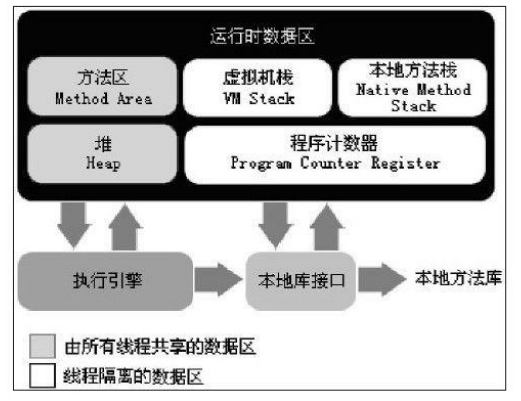 运行时数据区
方法区
Method Area
虚拟机栈
VM Stack
本地方法栈
Native Method
Stack
堆
Heap
程序计数器
Program Counter Register
执行引擎
本地库接口
本地方法库
由所有线程共享的数据区
线程隔离的数据区